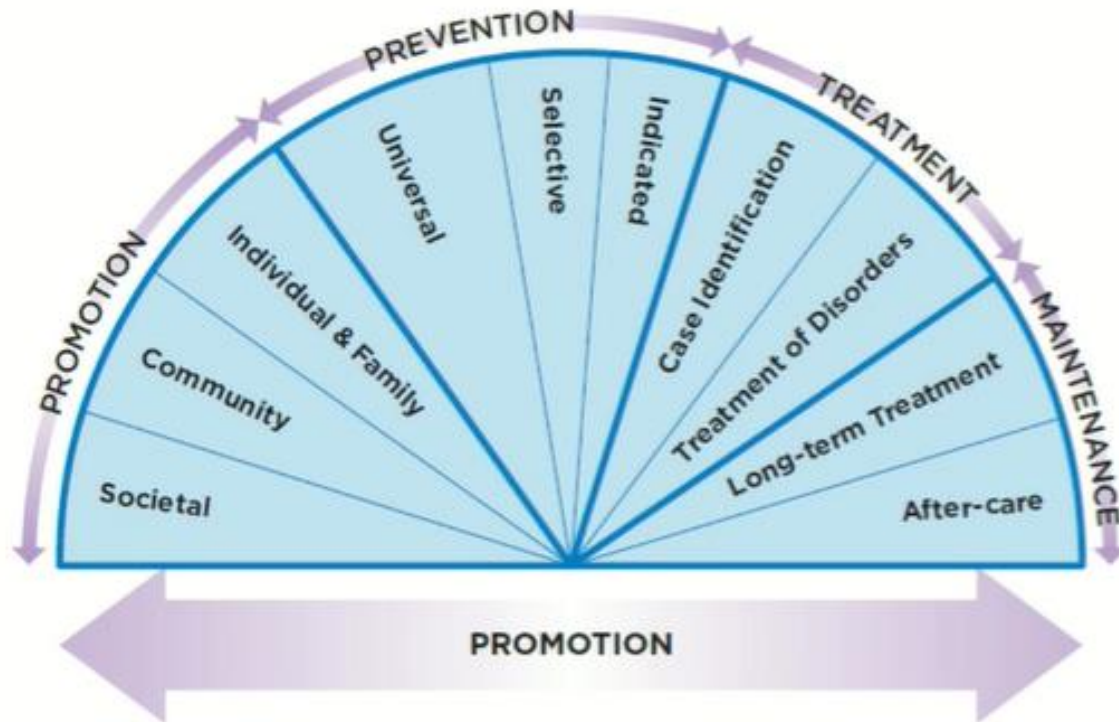 PROMOTION
PREVENTION
TREATMENT
MAINTENANCE
Societal
Community
Individual & Family
Universal
Selective
Indicated
Case Identification
Treatment of Disorders
Long-term Treatment
After-care
PROMOTION